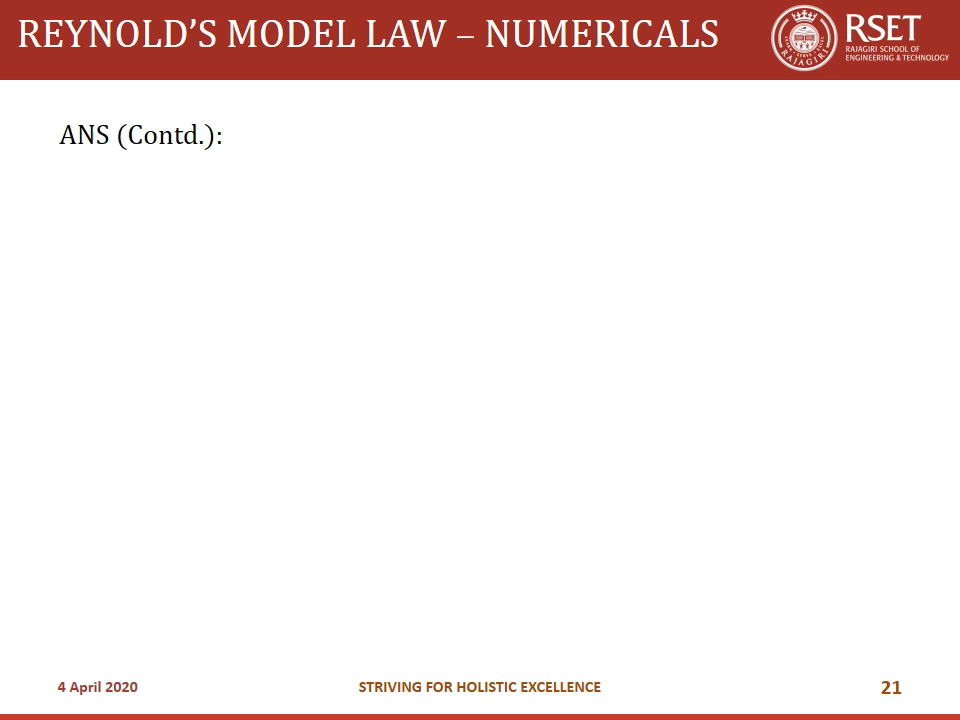 REYNOLD’S MODEL LAW – NUMERICALS
RSET
RAJAGIRI SCHOOL OF
ENGINEERING & TECHNOLOGY
RAJAGIRI
ANS (Contd.):
4 April 2020
STRIVING FOR HOLISTIC EXCELLENCE
21